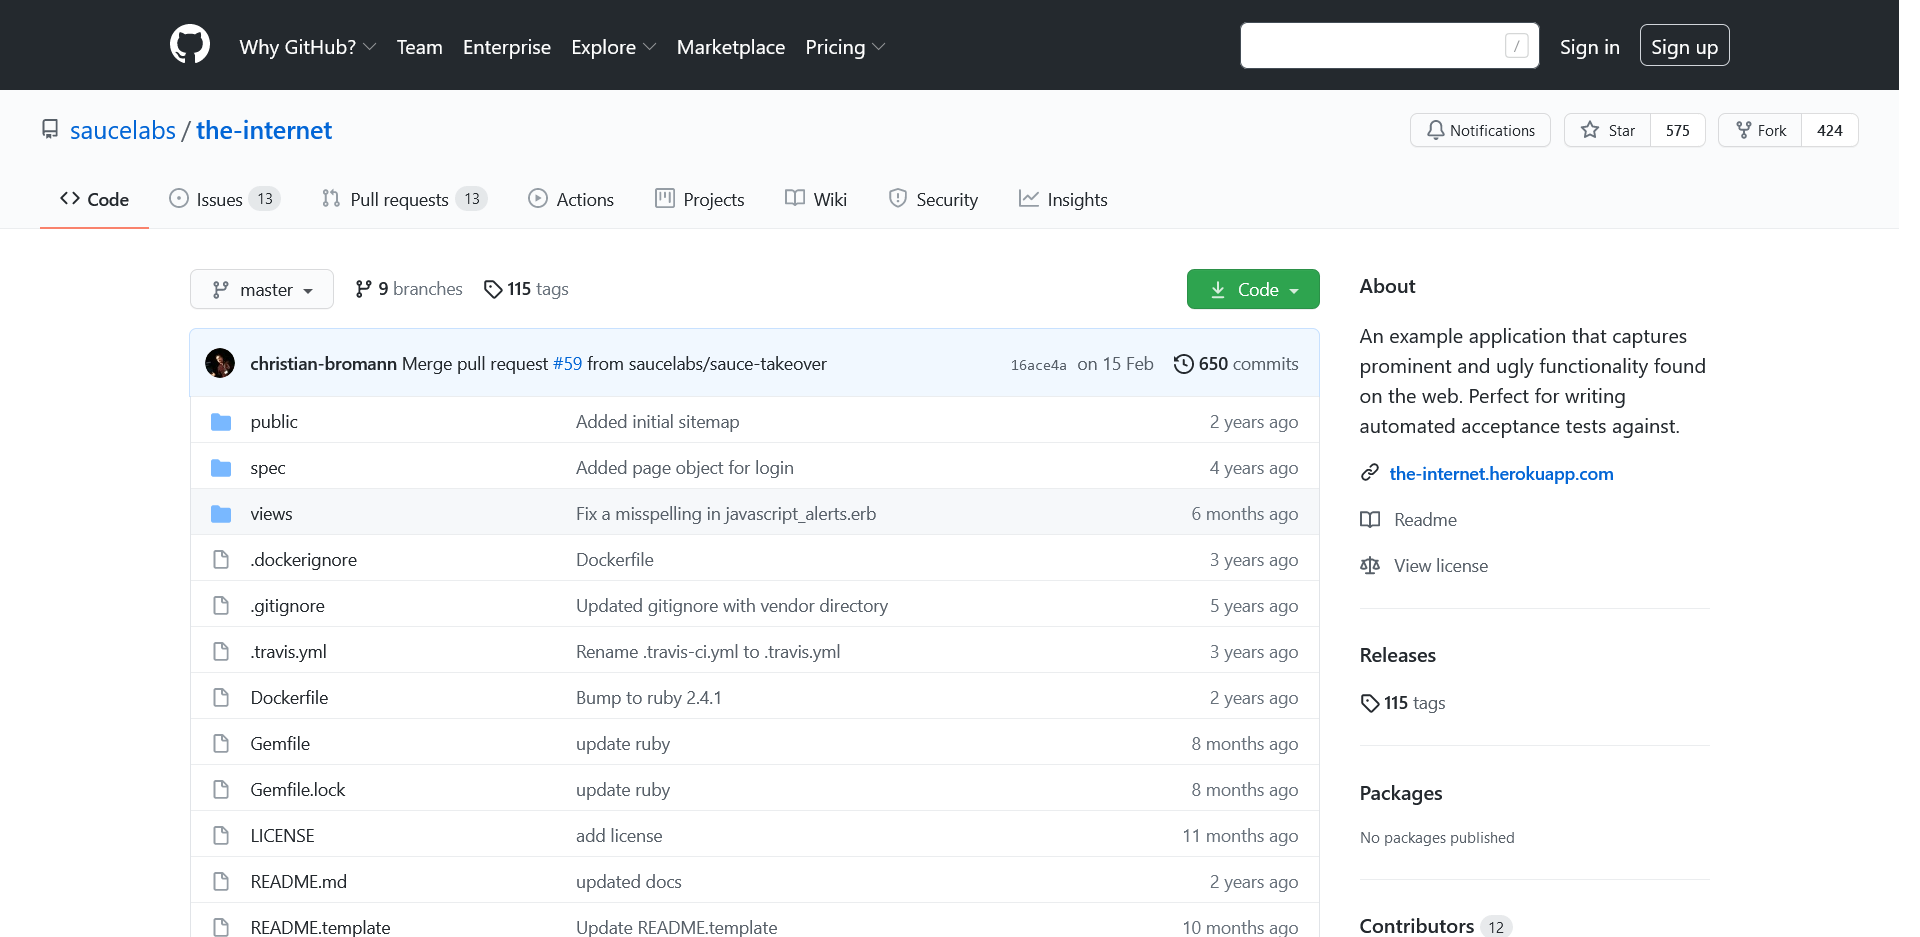 Why GitHub? Team Enterprise Explore Marketplace Pricing / Sign in Sign up
saucelabs / the-internet Notifications Star 575 Fork 424
Code Issues 13 Pull requests 13 Actions Projects Wiki Security Insights
master 9 branches 115 tags Code
christian-bromann Merge pull request #59 from saucelabs/sauce-takeover 16ace4a on 15 Feb 650 commits
public Added initial sitemap 2 years ago
spec Added page object for login 4 years ago
views Fix a misspelling in javascript_alerts.erb 6 months ago
.dockerignore Dockerfile 3 years ago
.gitignore Updated gitignore with vendor directory 5 years ago
.travis.yml Rename .travis-ci.yml to .travis.yml 3 years ago
Dockerfile Bump to ruby 2.4.1 2 years ago
Gemfile update ruby 8 months ago
Gemfile.lock update ruby 8 months ago
LICENSE add license 11 months ago
README.md updated docs 2 years ago
README.template Update README.template 10 months ago
About
An example application that captures
prominent and ugly functionality found
on the web. Perfect for writing
automated acceptance tests against.
the-internet.herokuapp.com
Readme
View license
Releases
115 tags
Packages
No packages published
Contributors 12